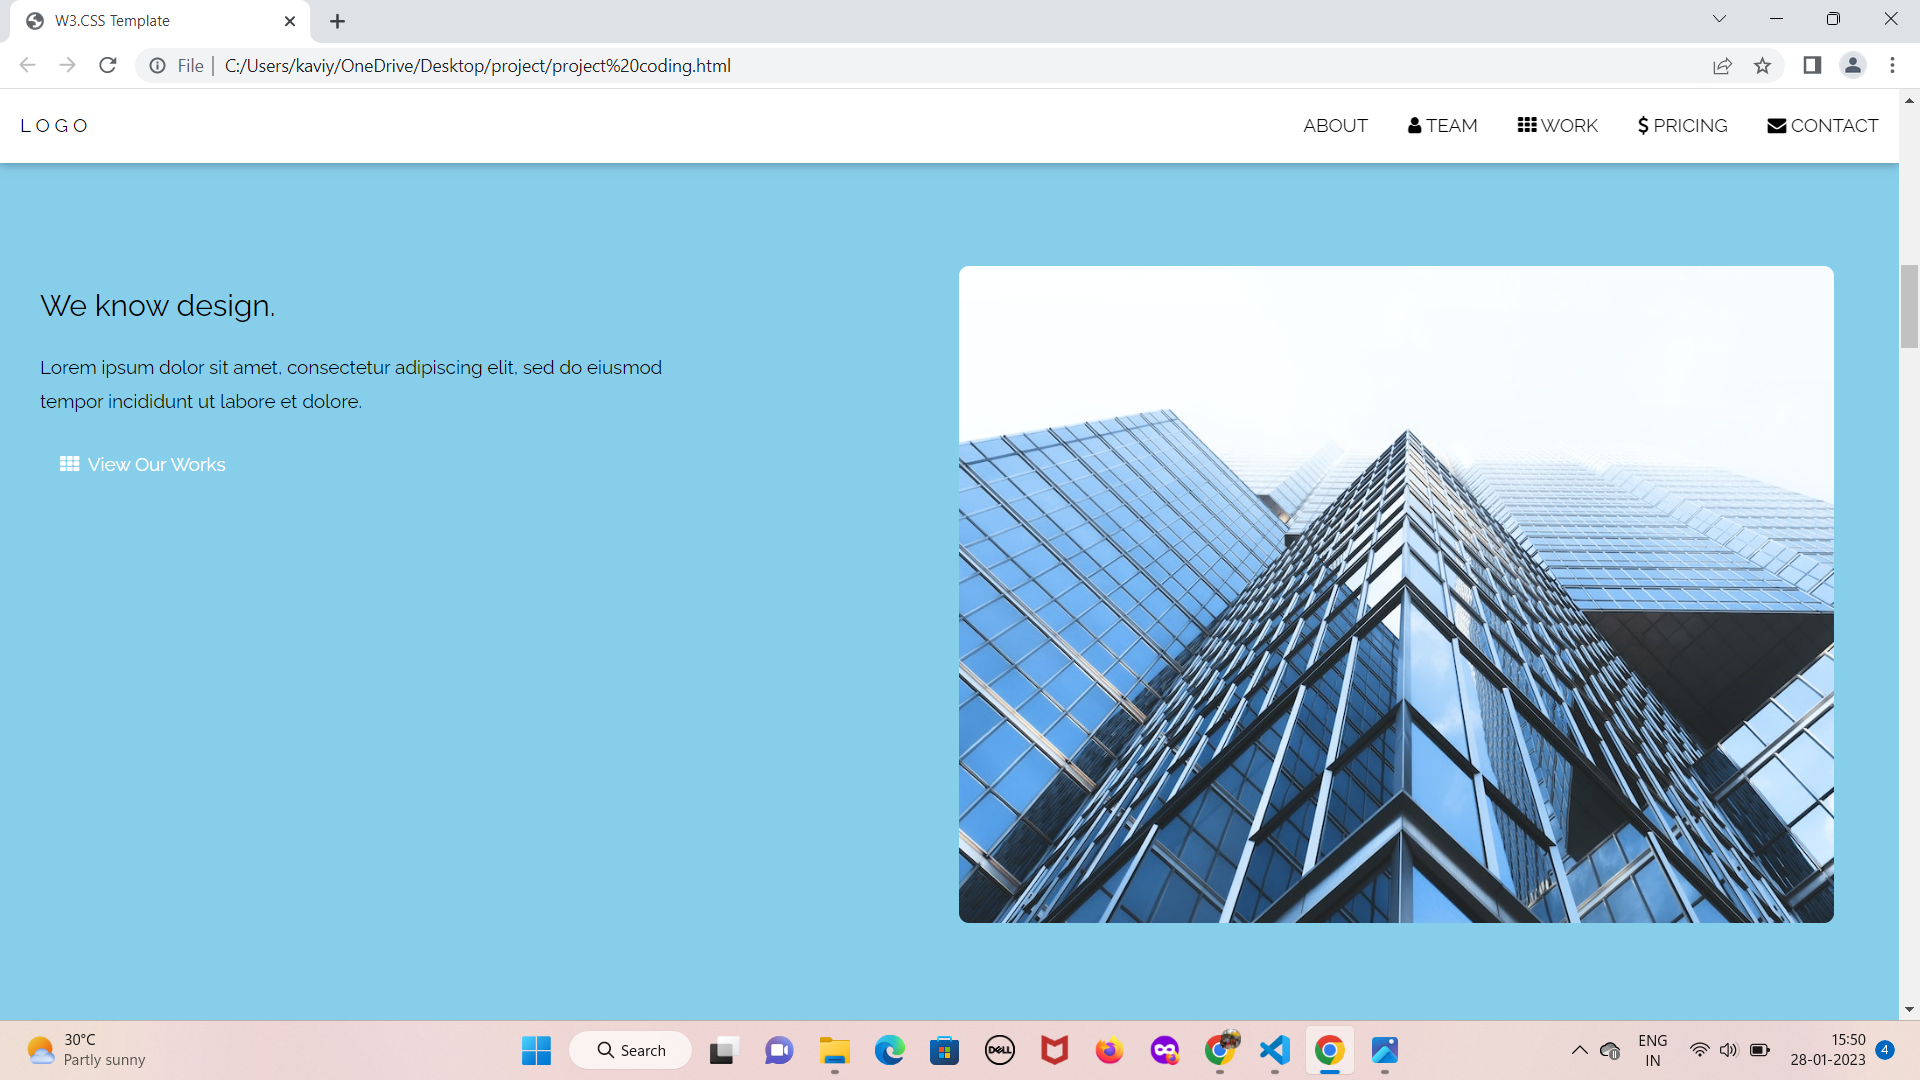 W3.CSS Template
File
C:/Users/kaviy/OneDrive/Desktop/project/project%20coding.html
LOGO
ABOUT TEAM WORK PRICING CONTACT
We know design.
Lorem ipsum dolor sit amet, consectetur adipiscing elit, sed do eiusmod
tempor incididunt ut labore et dolore.
View Our Works
30°C
Partly sunny
Search
DELL
ENG
IN
15:50
28-01-2023
4